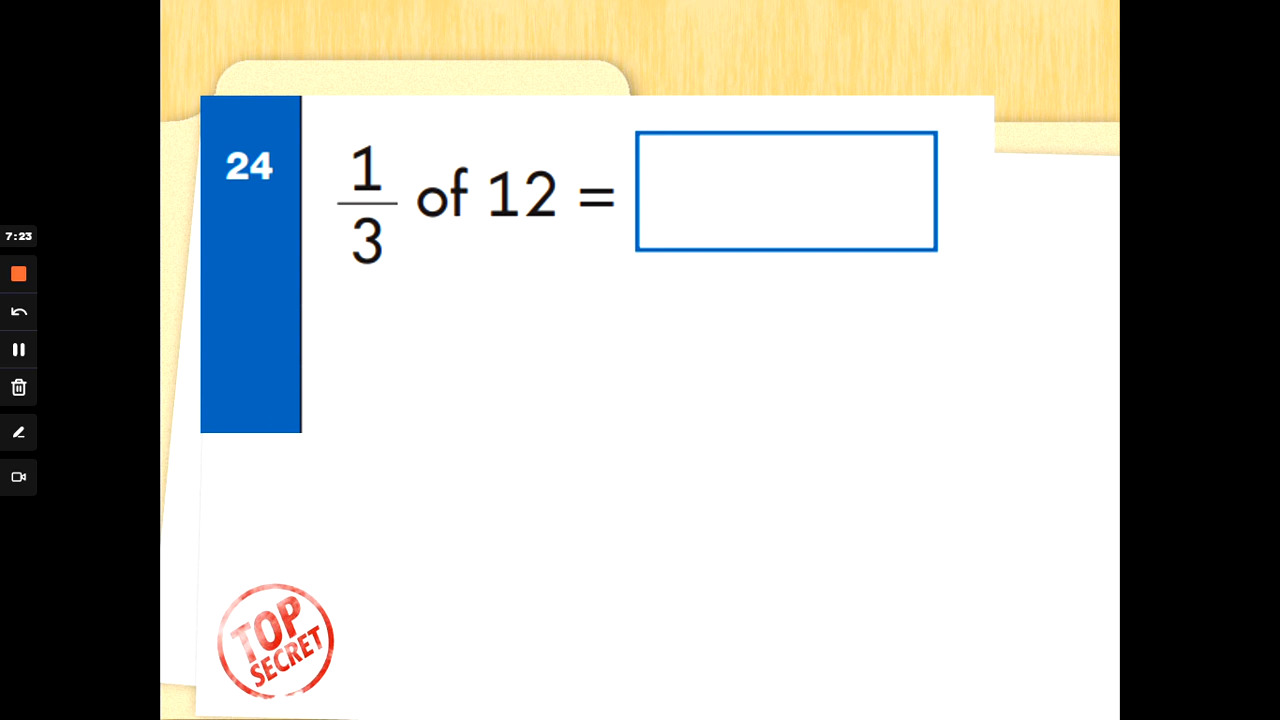 7:23
24
1/3 of 12 =
TOP
SECRET